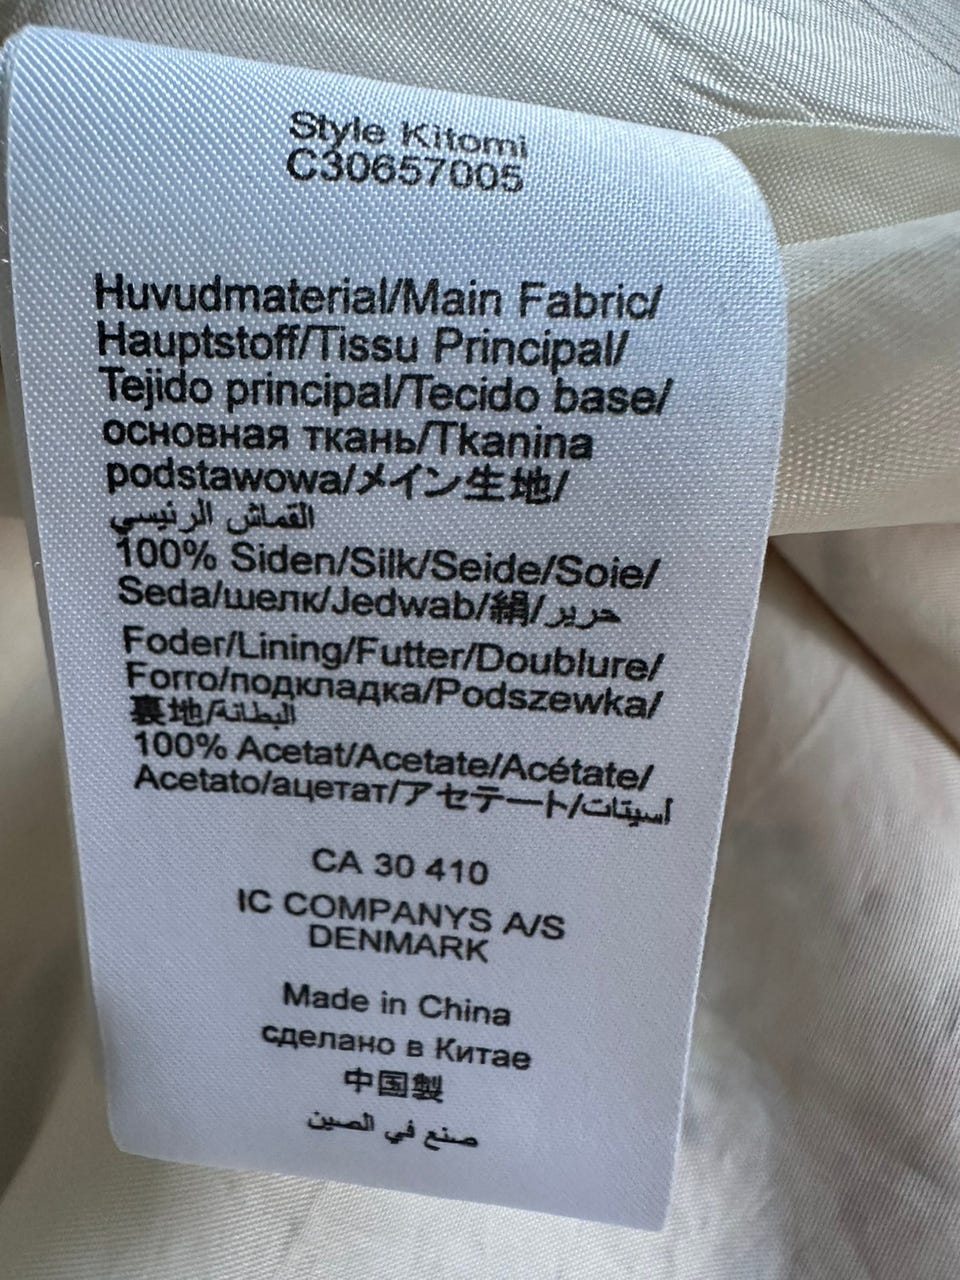 Style Kitomi
C30657005
Huvudmaterial/Main Fabric/
Hauptstoff/Tissu Principal/
Tejido principal/Tecido base/
основная ткань/Tkanina
podstawowa/メイン生地/
القماش الرئيسي
100% Siden/Silk/Seide/Soie/
Seda/шелк/Jedwab/絹/حرير
Foder/Lining/Futter/Doublure/
Forro/подкладка/Podszewka/
裏地/البطانة
100% Acetat/Acetate/Acétate/
Acetato/ацетат/アセテート/أسيتات
CA 30 410
IC COMPANYS A/S
DENMARK
Made in China
сделано в Китае
中国製
صنع في الصين